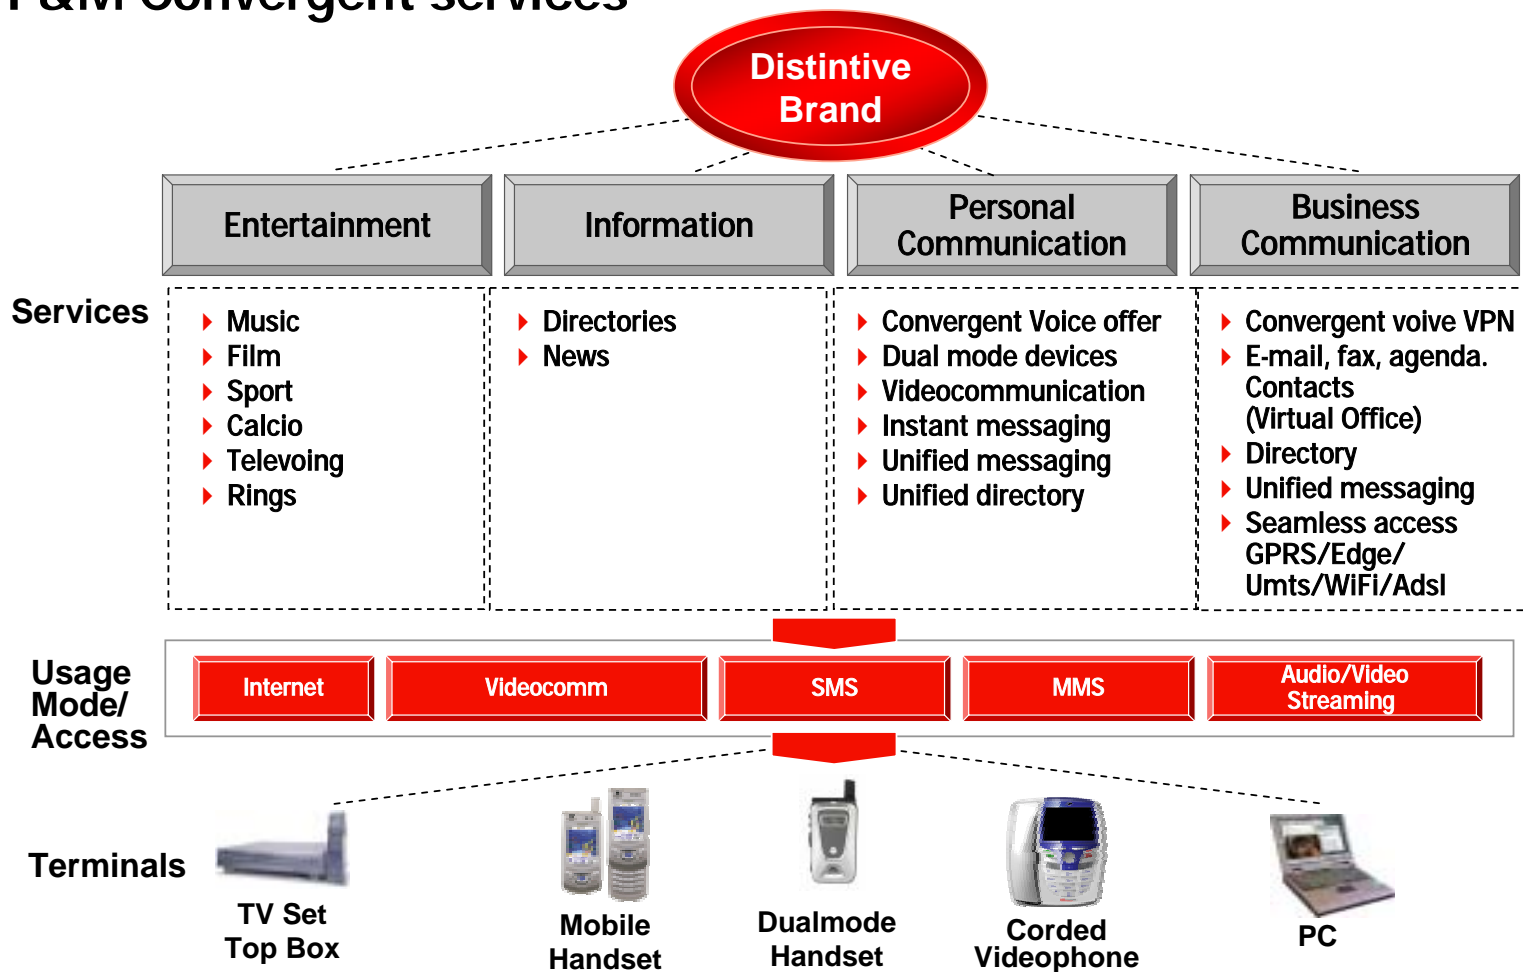 F&M Convergent services
Distintive
Brand
Entertainment
Information
Personal
Communication
Business
Communication
Services
Music
Film
Sport
Calcio
Televoing
Rings
Directories
News
Convergent Voice offer
Dual mode devices
Videocommunication
Instant messaging
Unified messaging
Unified directory
Convergent voive VPN
E-mail, fax, agenda.
Contacts
(Virtual Office)
Directory
Unified messaging
Seamless access
GPRS/Edge/
Umts/WiFi/Adsl
Usage
Mode/
Access
Internet
Videocomm
SMS
MMS
Audio/Video
Streaming
Terminals
TV Set
Top Box
Mobile
Handset
Dualmode
Handset
Corded
Videophone
PC